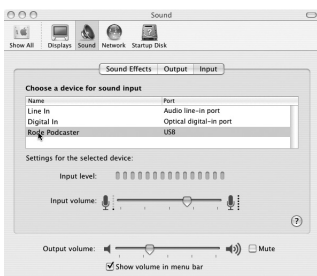 Sound
Show All Displays Sound Network Startup Disk
Sound Effects Output Input
Choose a device for sound input
Name Port
Line In Audio line-in port
Digital In Optical digital-in port
Rode Podcaster USB
Settings for the selected device:
Input level:
Input volume:
?
Output volume: Mute
Show volume in menu bar